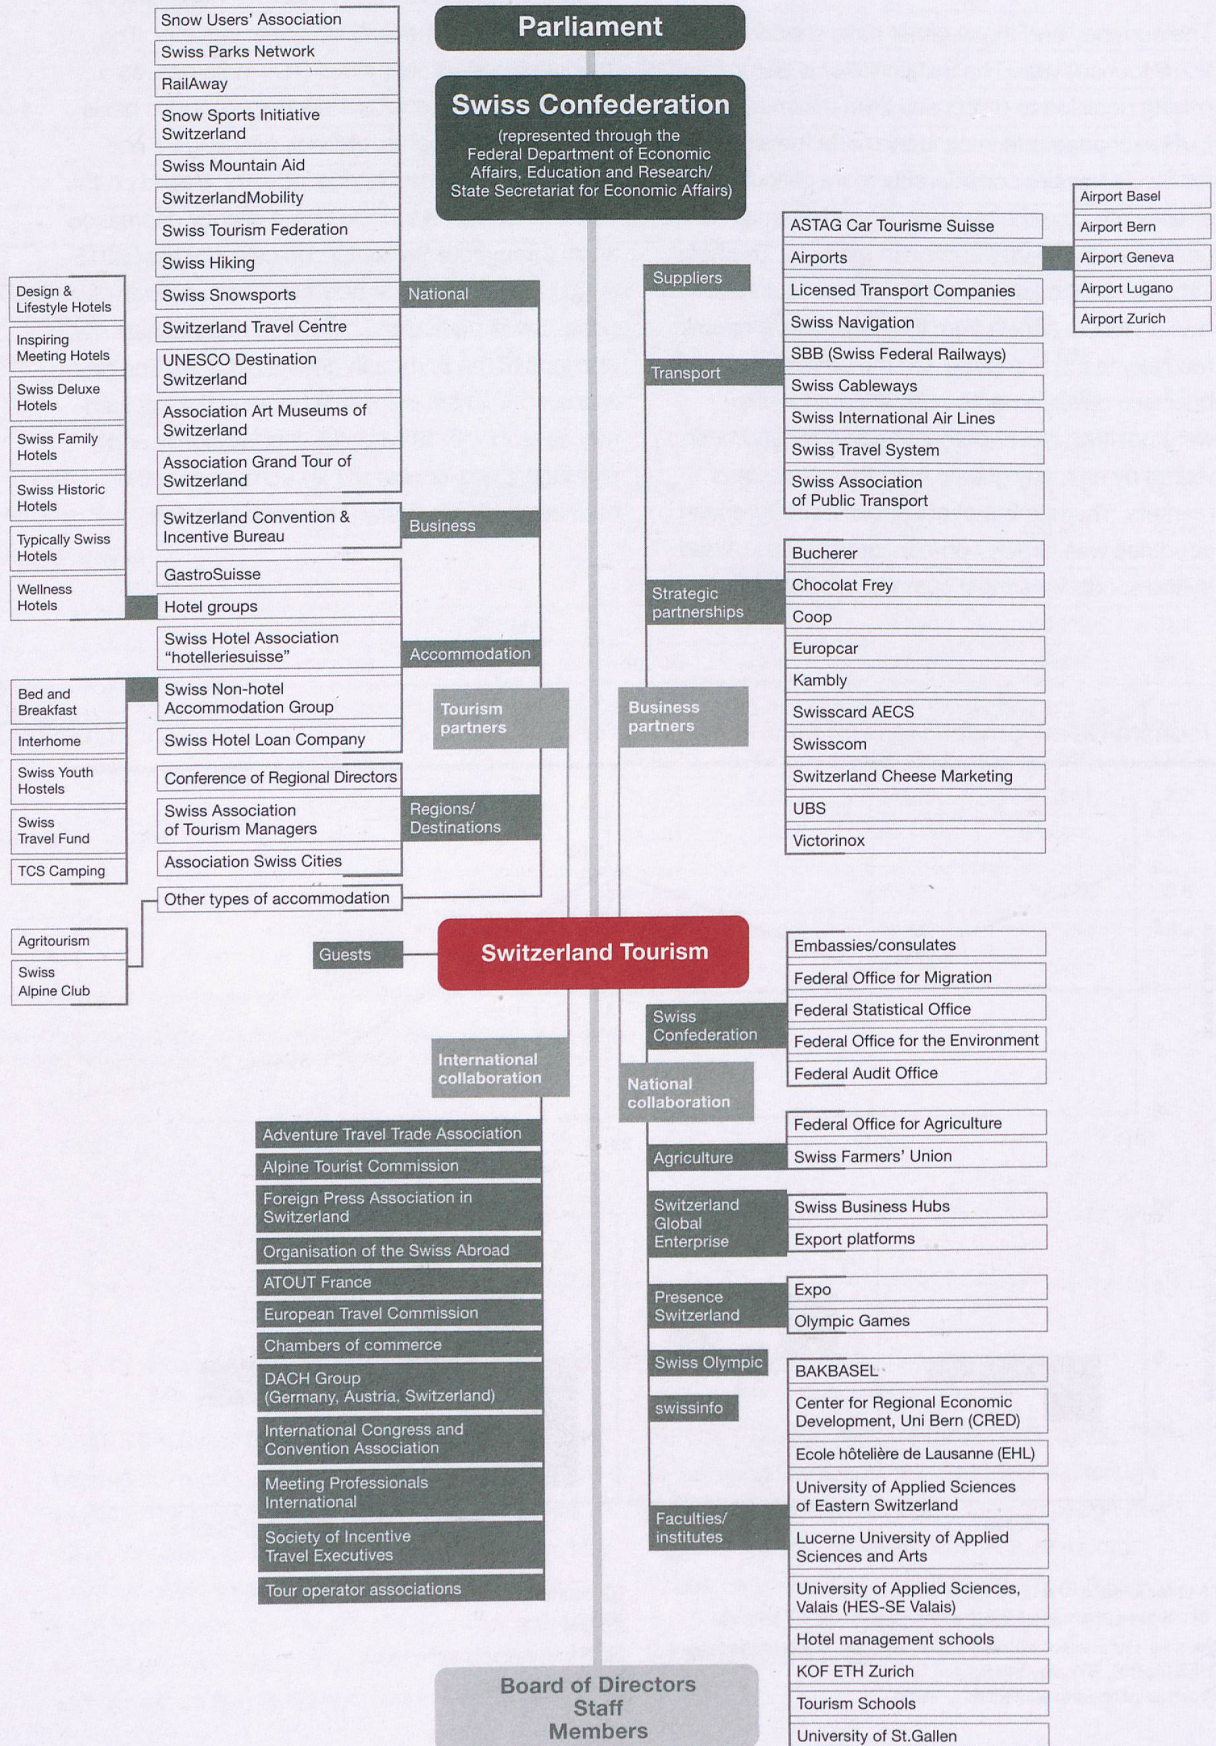 Parliament
Swiss Confederation
(represented through the
Federal Department of Economic
Affairs, Education and Research/
State Secretariat for Economic Affairs)
Snow Users' Association
Swiss Parks Network
RailAway
Snow Sports Initiative
Switzerland
Swiss Mountain Aid
SwitzerlandMobility
Swiss Tourism Federation
Swiss Hiking
Swiss Snowsports
Switzerland Travel Centre
UNESCO Destination
Switzerland
Association Art Museums of
Switzerland
Association Grand Tour of
Switzerland
National
Switzerland Convention &
Incentive Bureau
Business
GastroSuisse
Hotel groups
Swiss Hotel Association
"hotelleriesuisse"
Swiss Non-hotel
Accommodation Group
Swiss Hotel Loan Company
Accommodation
Design &
Lifestyle Hotels
Inspiring
Meeting Hotels
Swiss Deluxe
Hotels
Swiss Family
Hotels
Swiss Historic
Hotels
Typically Swiss
Hotels
Wellness
Hotels
Bed and
Breakfast
Interhome
Swiss Youth
Hostels
Swiss
Travel Fund
TCS Camping
Conference of Regional Directors
Swiss Association
of Tourism Managers
Association Swiss Cities
Regions/
Destinations
Other types of accommodation
Agritourism
Swiss
Alpine Club
Tourism
partners
Business
partners
Suppliers
Transport
ASTAG Car Tourisme Suisse
Airports
Licensed Transport Companies
Swiss Navigation
SBB (Swiss Federal Railways)
Swiss Cableways
Swiss International Air Lines
Swiss Travel System
Swiss Association
of Public Transport
Airport Basel
Airport Bern
Airport Geneva
Airport Lugano
Airport Zurich
Strategic
partnerships
Bucherer
Chocolat Frey
Coop
Europcar
Kambly
Swisscard AECS
Swisscom
Switzerland Cheese Marketing
UBS
Victorinox
Guests
Switzerland Tourism
International
collaboration
Adventure Travel Trade Association
Alpine Tourist Commission
Foreign Press Association in
Switzerland
Organisation of the Swiss Abroad
ATOUT France
European Travel Commission
Chambers of commerce
DACH Group
(Germany, Austria, Switzerland)
International Congress and
Convention Association
Meeting Professionals
International
Society of Incentive
Travel Executives
Tour operator associations
National
collaboration
Swiss
Confederation
Embassies/consulates
Federal Office for Migration
Federal Statistical Office
Federal Office for the Environment
Federal Audit Office
Agriculture
Federal Office for Agriculture
Swiss Farmers' Union
Switzerland
Global
Enterprise
Swiss Business Hubs
Export platforms
Presence
Switzerland
Expo
Olympic Games
Swiss Olympic
swissinfo
Faculties/
institutes
BAKBASEL
Center for Regional Economic
Development, Uni Bern (CRED)
Ecole hôtelière de Lausanne (EHL)
University of Applied Sciences
of Eastern Switzerland
Lucerne University of Applied
Sciences and Arts
University of Applied Sciences,
Valais (HES-SE Valais)
Hotel management schools
KOF ETH Zurich
Tourism Schools
University of St.Gallen
Board of Directors
Staff
Members